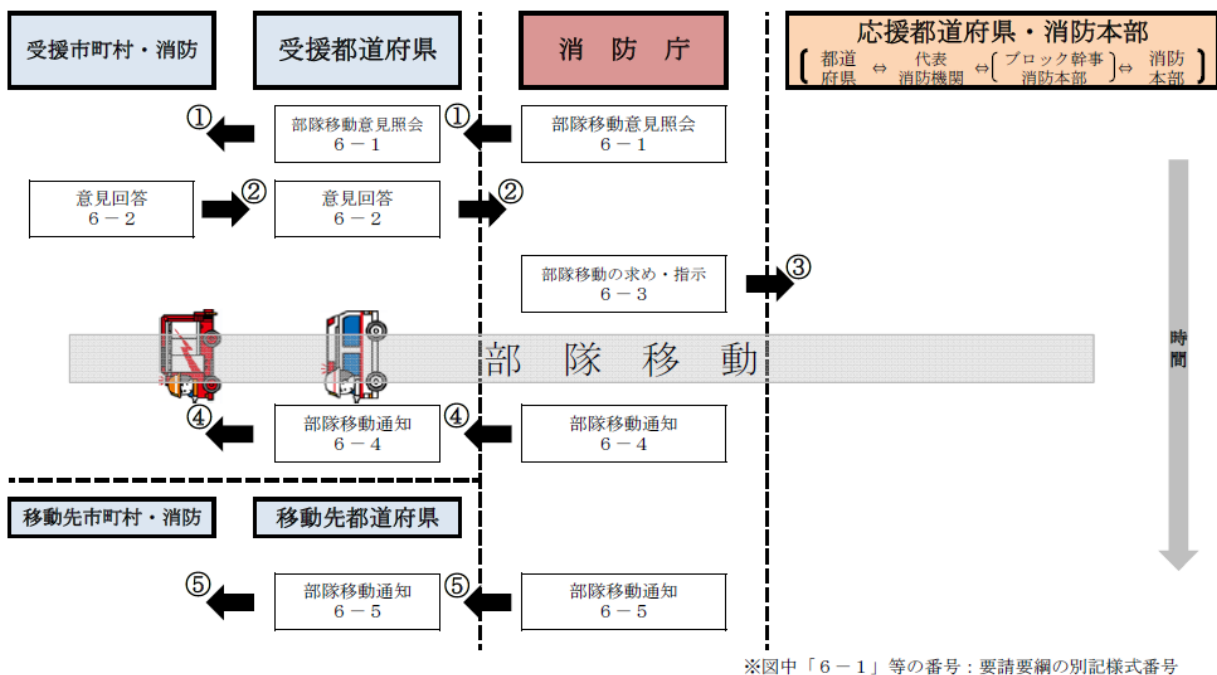 受援市町村・消防
受援都道府県
消 防 庁
応援都道府県・消防本部
都道府県 ⇔ 代表消防機関 ⇔ ブロック幹事消防本部 ⇔ 消防本部
①
部隊移動意見照会
6－1
①
部隊移動意見照会
6－1
意見回答
6－2
②
意見回答
6－2
②
部隊移動の求め・指示
6－3
③
部 隊 移 動
時間
④
部隊移動通知
6－4
④
部隊移動通知
6－4
移動先市町村・消防
移動先都道府県
⑤
部隊移動通知
6－5
⑤
部隊移動通知
6－5
※図中「6－1」等の番号：要請要綱の別記様式番号